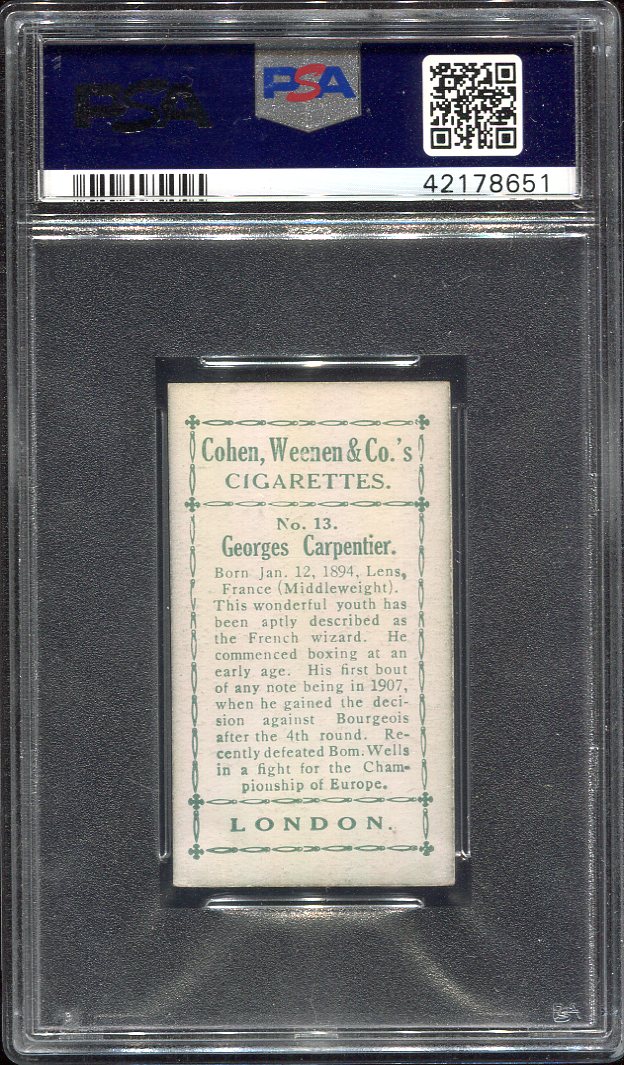 PSA
PSA
42178651
Cohen, Weenen & Co.'s
CIGARETTES.
No. 13.
Georges Carpentier.
Born Jan. 12, 1894, Lens,
France (Middleweight).
This wonderful youth has
been aptly described as
the French wizard. He
commenced boxing at an
early age. His first bout
of any note being in 1907,
when he gained the deci-
sion against Bourgeois
after the 4th round. Re-
cently defeated Bom. Wells
in a fight for the Cham-
pionship of Europe.
LONDON.
PSA